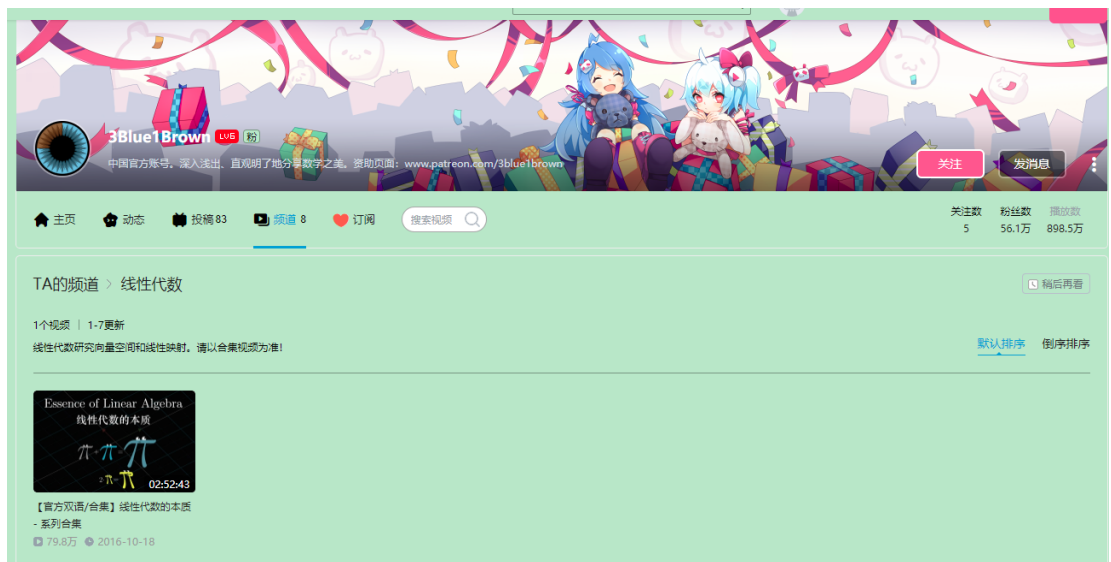 3Blue1Brown LV6 粉
中国官方账号。深入浅出、直观明了地分享数学之美。资助页面：www.patreon.com/3blue1brown
关注 发消息
主页 动态 投稿 83 频道 8 订阅 搜索视频
关注数 粉丝数 播放数
5 56.1万 898.5万
TA的频道 > 线性代数
稍后再看
1个视频 | 1-7更新
线性代数研究向量空间和线性映射。请以合集视频为准！
默认排序 倒序排序
Essence of Linear Algebra
线性代数的本质
02:52:43
【官方双语/合集】线性代数的本质
- 系列合集
79.8万 2016-10-18